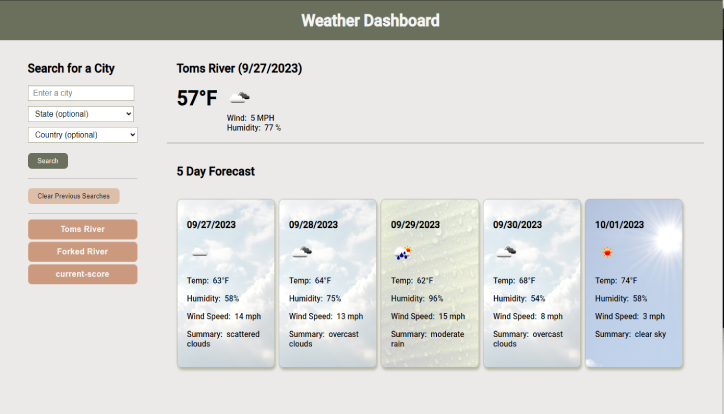 Weather Dashboard
Search for a City
Enter a city
State (optional)
Country (optional)
Search
Clear Previous Searches
Toms River
Forked River
current-score
Toms River (9/27/2023)
57°F
Wind: 5 MPH
Humidity: 77 %
5 Day Forecast
09/27/2023
Temp: 63°F
Humidity: 58%
Wind Speed: 14 mph
Summary: scattered
clouds
09/28/2023
Temp: 64°F
Humidity: 75%
Wind Speed: 13 mph
Summary: overcast
clouds
09/29/2023
Temp: 62°F
Humidity: 96%
Wind Speed: 15 mph
Summary: moderate
rain
09/30/2023
Temp: 68°F
Humidity: 54%
Wind Speed: 8 mph
Summary: overcast
clouds
10/01/2023
Temp: 74°F
Humidity: 58%
Wind Speed: 3 mph
Summary: clear sky